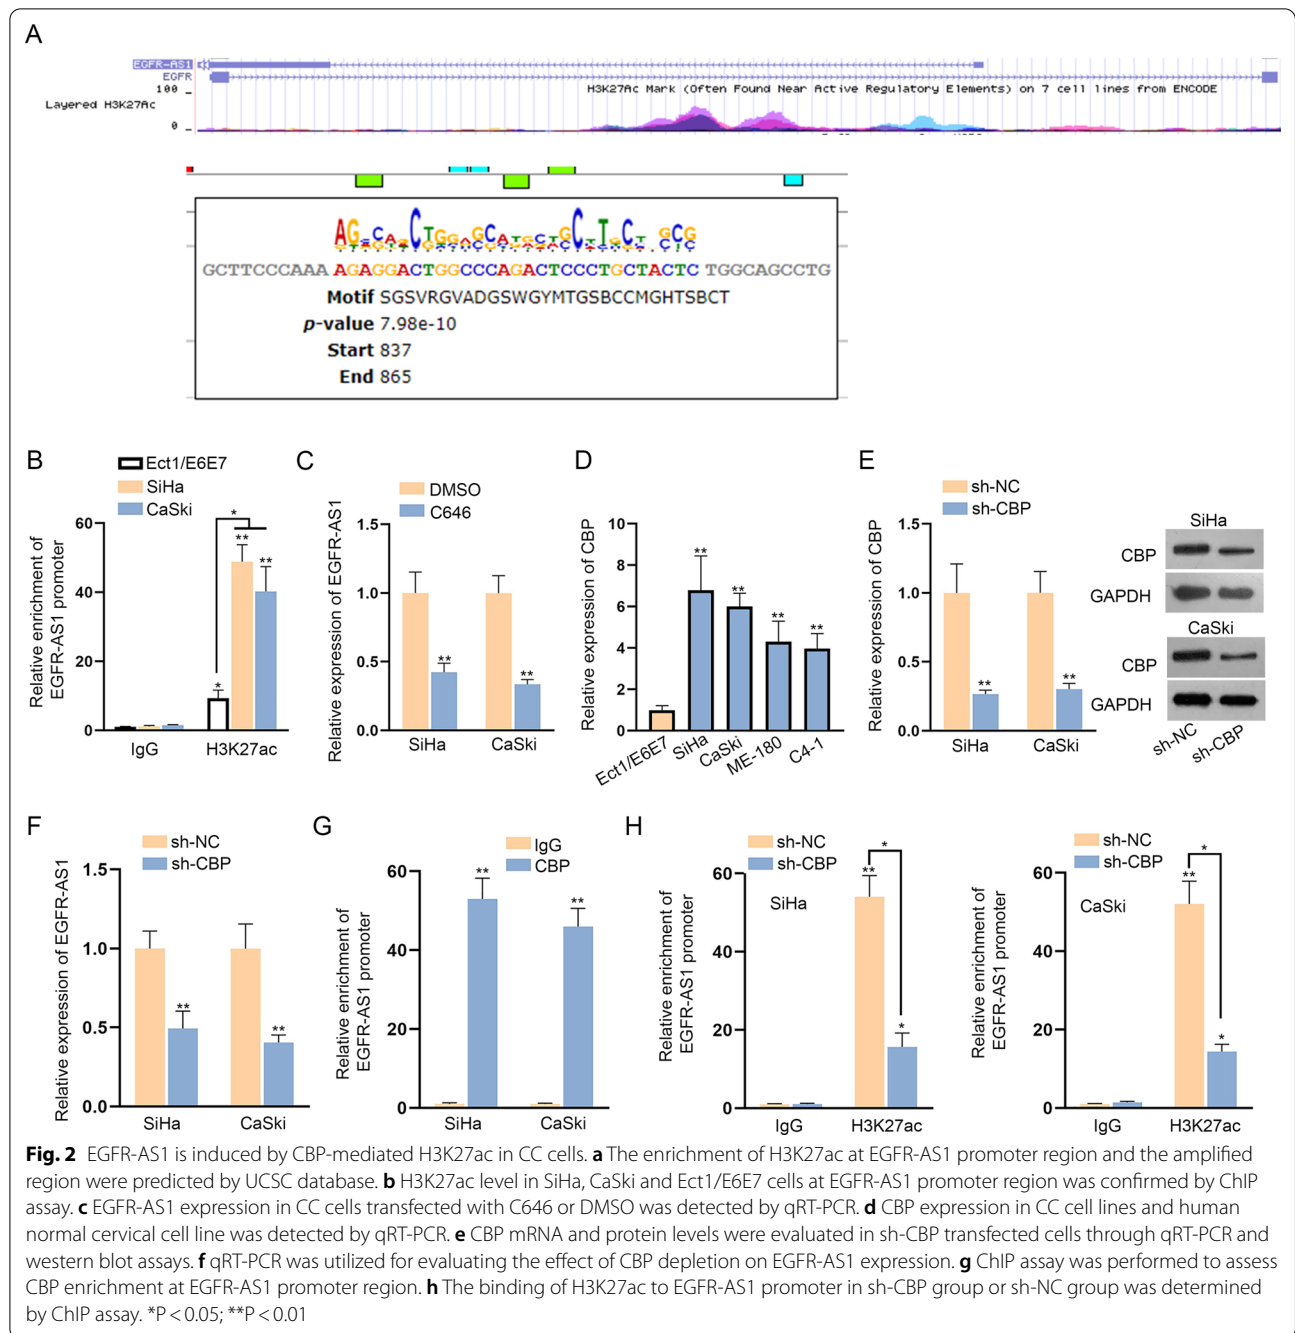 A
EGFR-AS1
EGFR
100
H3K27Ac Mark (Often Found Near Active Regulatory Elements) on 7 cell lines from ENCODE
Layered H3K27Ac
0
GCTTCCCAAA AGAGGACTGGCCCAGACTCCCTGCTACTC TGGCAGCCTG
Motif SGSVRGVADGSWGYMTGSBCCMGHTSBCT
p-value 7.98e-10
Start 837
End 865
B
Ect1/E6E7
SiHa
CaSki
Relative enrichment of
EGFR-AS1 promoter
60
40
20
0
*
*
**
**
IgG
H3K27ac
C
DMSO
C646
Relative expression of EGFR-AS1
1.5
1.0
0.5
0.0
**
**
SiHa
CaSki
D
Relative expression of CBP
10
8
6
4
2
0
**
**
**
**
Ect1/E6E7
SiHa
CaSki
ME-180
C4-1
E
sh-NC
sh-CBP
Relative expression of CBP
1.5
1.0
0.5
0.0
**
**
SiHa
CaSki
SiHa
CBP
GAPDH
CaSki
CBP
GAPDH
sh-NC
sh-CBP
F
sh-NC
sh-CBP
Relative expression of EGFR-AS1
1.5
1.0
0.5
0.0
**
**
SiHa
CaSki
G
IgG
CBP
Relative enrichment of
EGFR-AS1 promoter
60
40
20
0
**
**
SiHa
CaSki
H
sh-NC
sh-CBP
SiHa
Relative enrichment of
EGFR-AS1 promoter
60
40
20
0
*
**
*
IgG
H3K27ac
sh-NC
sh-CBP
CaSki
Relative enrichment of
EGFR-AS1 promoter
60
40
20
0
*
**
*
IgG
H3K27ac
Fig. 2 EGFR-AS1 is induced by CBP-mediated H3K27ac in CC cells. a The enrichment of H3K27ac at EGFR-AS1 promoter region and the amplified
region were predicted by UCSC database. b H3K27ac level in SiHa, CaSki and Ect1/E6E7 cells at EGFR-AS1 promoter region was confirmed by ChIP
assay. c EGFR-AS1 expression in CC cells transfected with C646 or DMSO was detected by qRT-PCR. d CBP expression in CC cell lines and human
normal cervical cell line was detected by qRT-PCR. e CBP mRNA and protein levels were evaluated in sh-CBP transfected cells through qRT-PCR and
western blot assays. f qRT-PCR was utilized for evaluating the effect of CBP depletion on EGFR-AS1 expression. g ChIP assay was performed to assess
CBP enrichment at EGFR-AS1 promoter region. h The binding of H3K27ac to EGFR-AS1 promoter in sh-CBP group or sh-NC group was determined
by ChIP assay. *P < 0.05; **P < 0.01